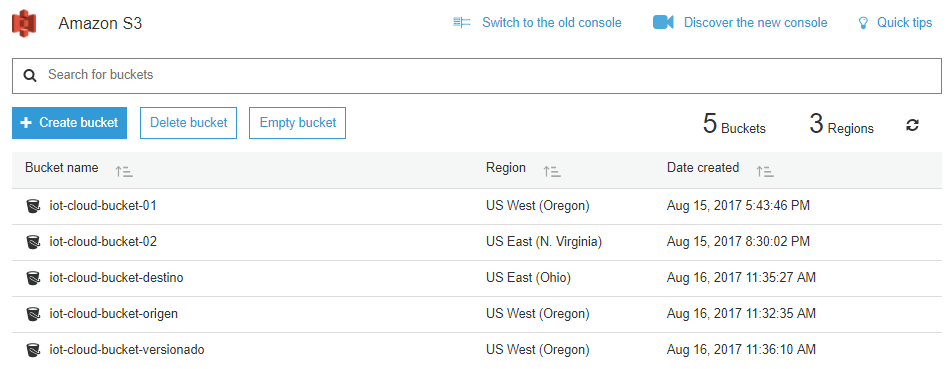 Amazon S3 Switch to the old console Discover the new console Quick tips
Search for buckets
+ Create bucket Delete bucket Empty bucket 5 Buckets 3 Regions
Bucket name Region Date created
iot-cloud-bucket-01 US West (Oregon) Aug 15, 2017 5:43:46 PM
iot-cloud-bucket-02 US East (N. Virginia) Aug 15, 2017 8:30:02 PM
iot-cloud-bucket-destino US East (Ohio) Aug 16, 2017 11:35:27 AM
iot-cloud-bucket-origen US West (Oregon) Aug 16, 2017 11:32:35 AM
iot-cloud-bucket-versionado US West (Oregon) Aug 16, 2017 11:36:10 AM